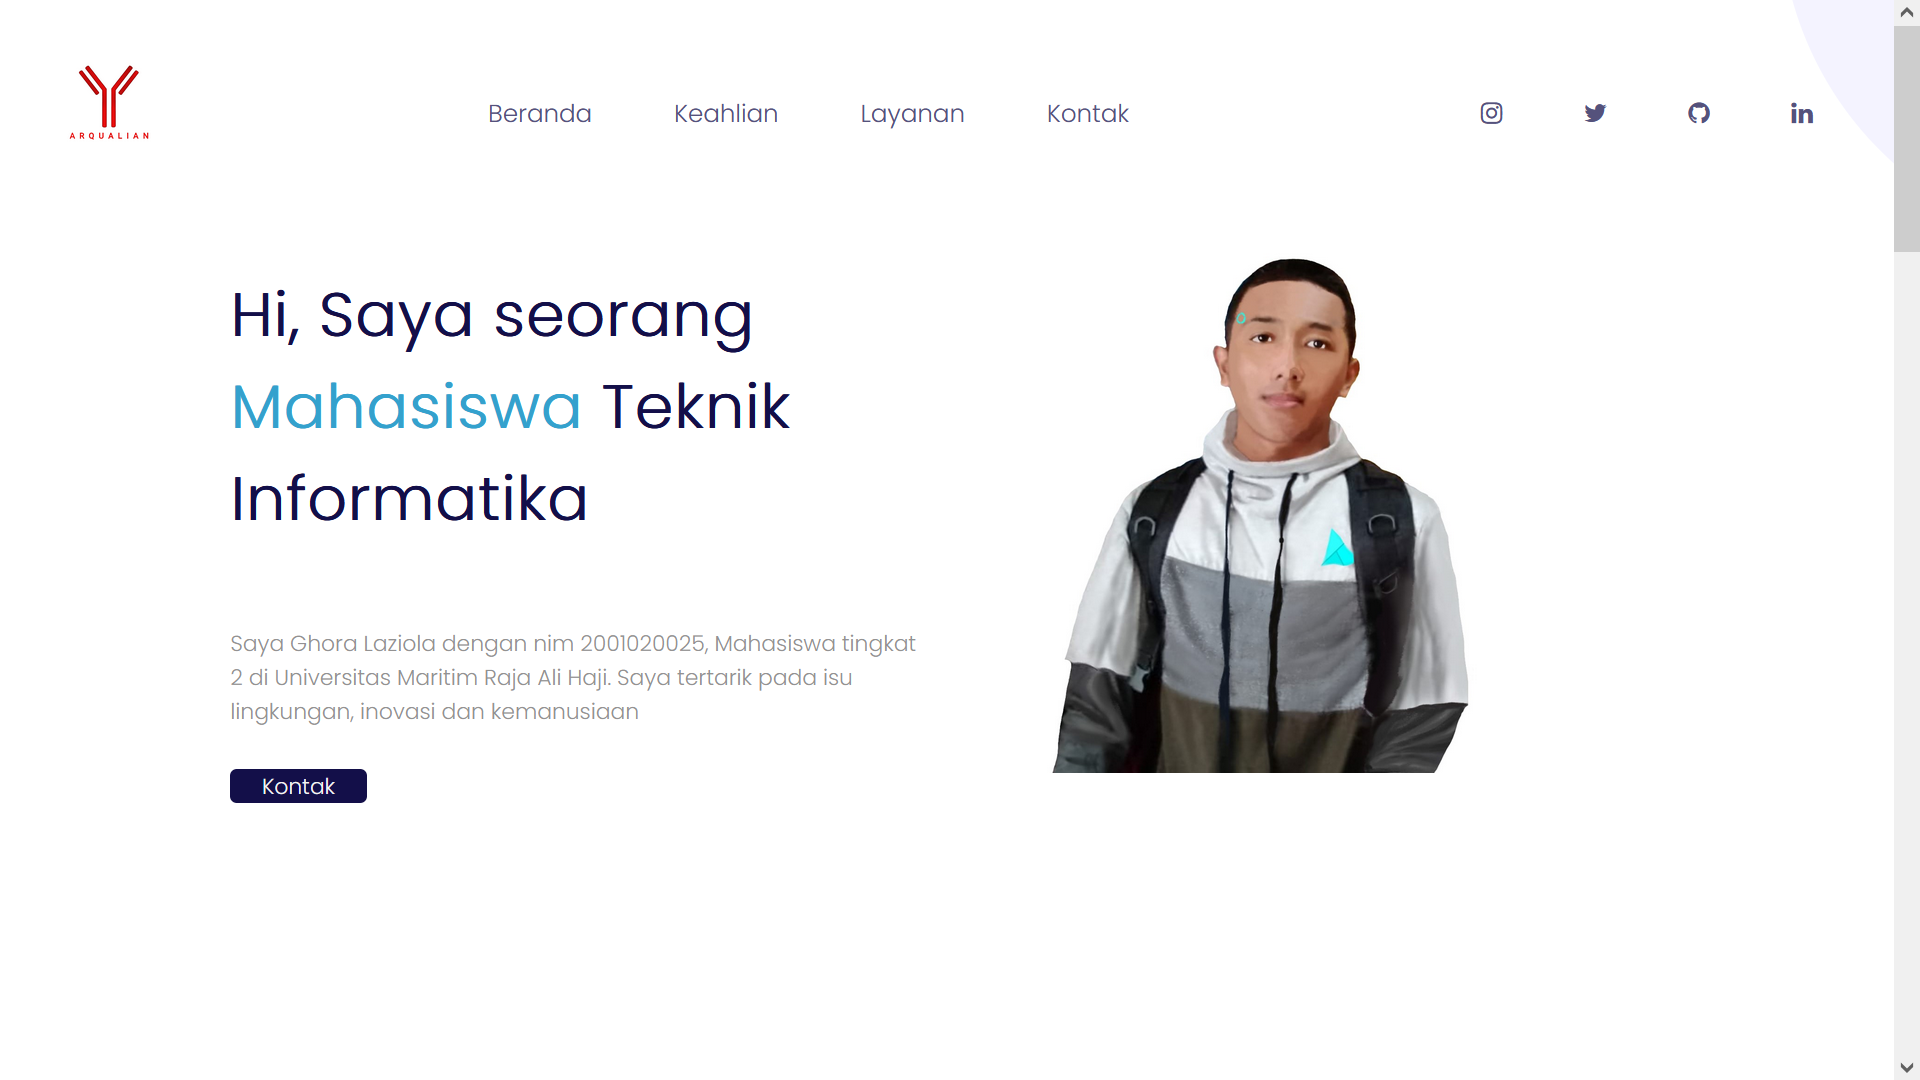 ARQUALIAN
Beranda
Keahlian
Layanan
Kontak
Hi, Saya seorang
Mahasiswa Teknik
Informatika
Saya Ghora Laziola dengan nim 2001020025, Mahasiswa tingkat
2 di Universitas Maritim Raja Ali Haji. Saya tertarik pada isu
lingkungan, inovasi dan kemanusiaan
Kontak